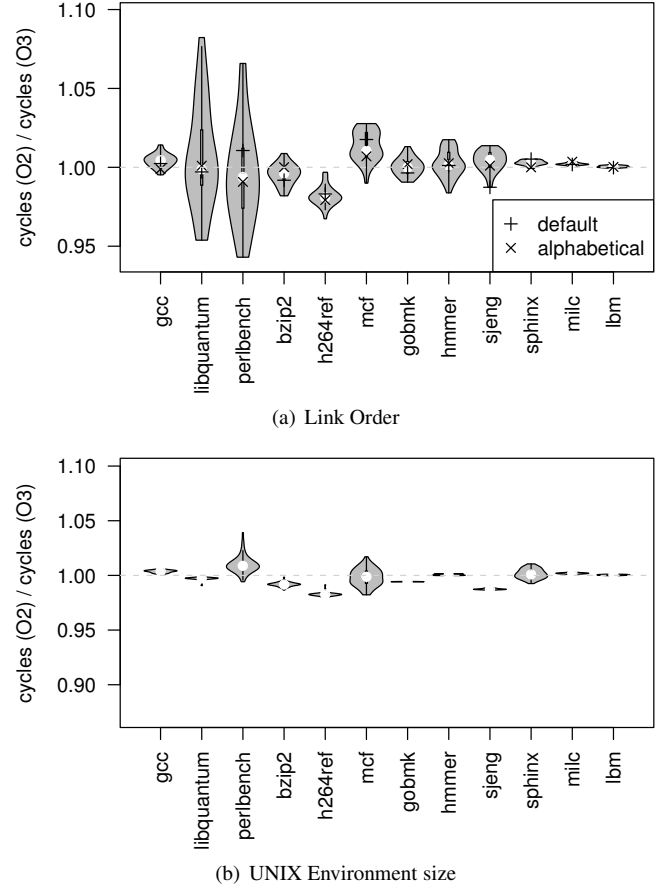 1.10
1.05
1.00
0.95
cycles (O2) / cycles (O3)
default
alphabetical
gcc
libquantum
perlbench
bzip2
h264ref
mcf
gobmk
hmmer
sjeng
sphinx
milc
lbm
(a) Link Order
1.10
1.05
1.00
0.95
0.90
cycles (O2) / cycles (O3)
gcc
libquantum
perlbench
bzip2
h264ref
mcf
gobmk
hmmer
sjeng
sphinx
milc
lbm
(b) UNIX Environment size